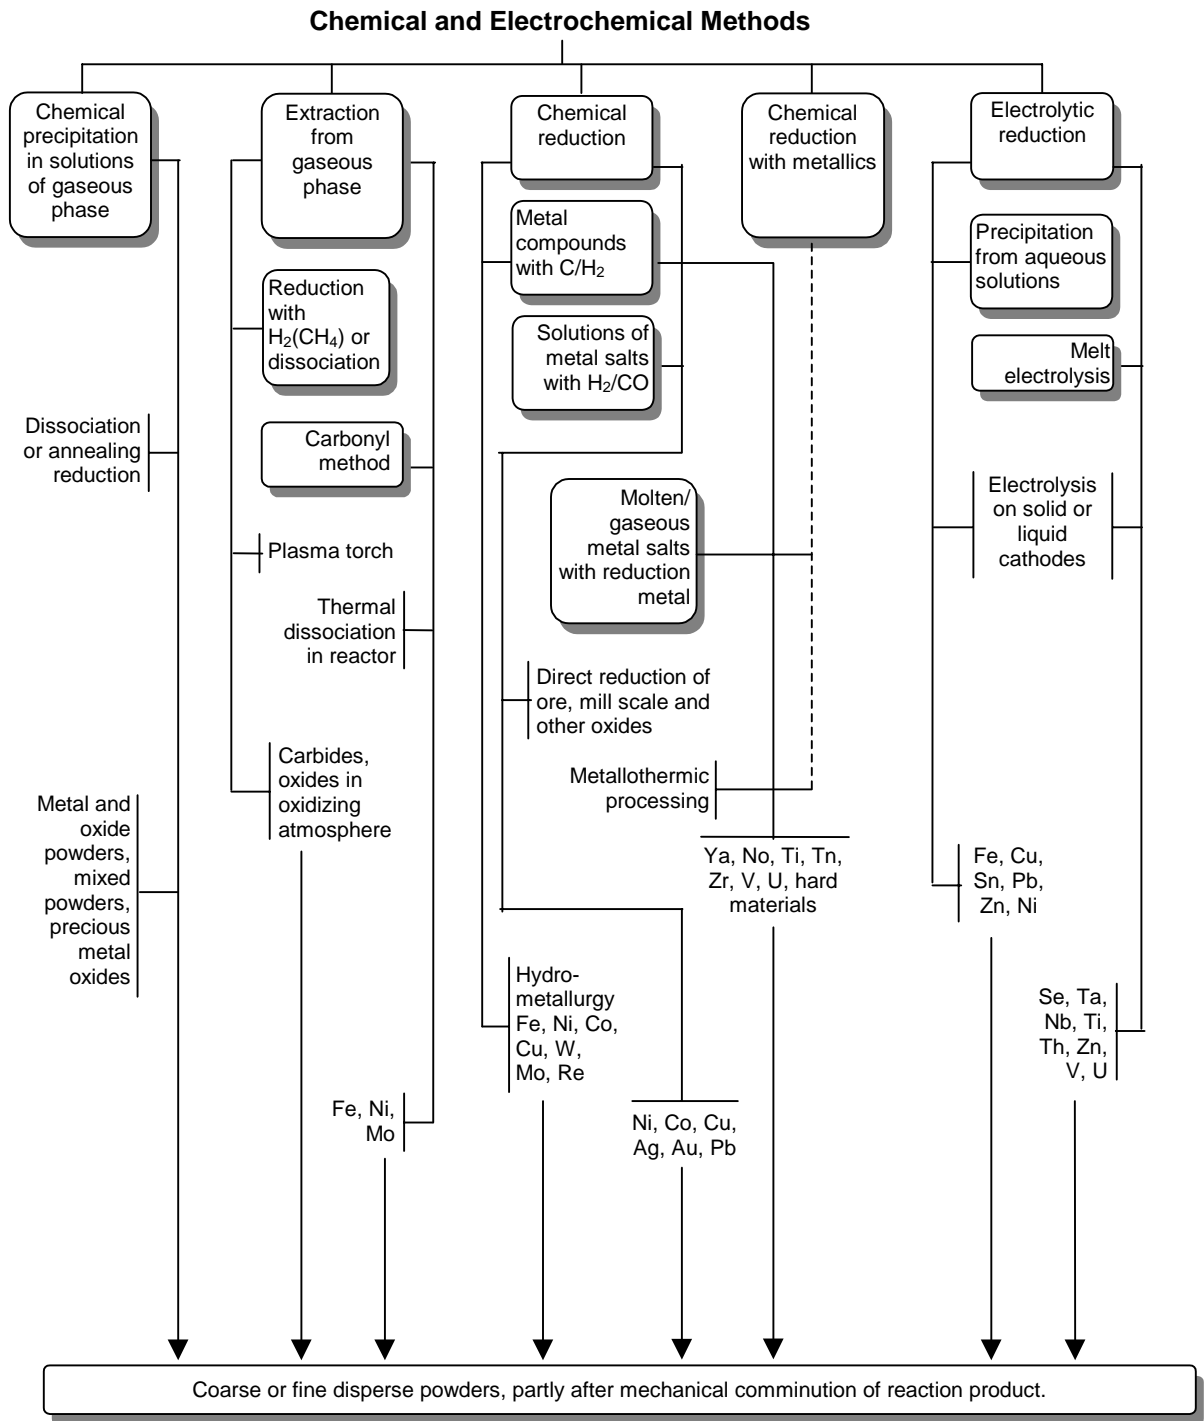 Chemical and Electrochemical Methods
Chemical
precipitation
in solutions
of gaseous
phase
Extraction
from
gaseous
phase
Chemical
reduction
Chemical
reduction
with metallics
Electrolytic
reduction
Metal
compounds
with C/H₂
Precipitation
from aqueous
solutions
Reduction
with
H₂(CH₄) or
dissociation
Solutions of
metal salts
with H₂/CO
Melt
electrolysis
Dissociation
or annealing
reduction
Carbonyl
method
Molten/
gaseous
metal salts
with reduction
metal
Electrolysis
on solid or
liquid
cathodes
Plasma torch
Thermal
dissociation
in reactor
Direct reduction of
ore, mill scale and
other oxides
Carbides,
oxides in
oxidizing
atmosphere
Metallothermic
processing
Metal and
oxide
powders,
mixed
powders,
precious
metal
oxides
Ya, No, Ti, Tn,
Zr, V, U, hard
materials
Fe, Cu,
Sn, Pb,
Zn, Ni
Hydro-
metallurgy
Fe, Ni, Co,
Cu, W,
Mo, Re
Se, Ta,
Nb, Ti,
Th, Zn,
V, U
Fe, Ni,
Mo
Ni, Co, Cu,
Ag, Au, Pb
Coarse or fine disperse powders, partly after mechanical comminution of reaction product.